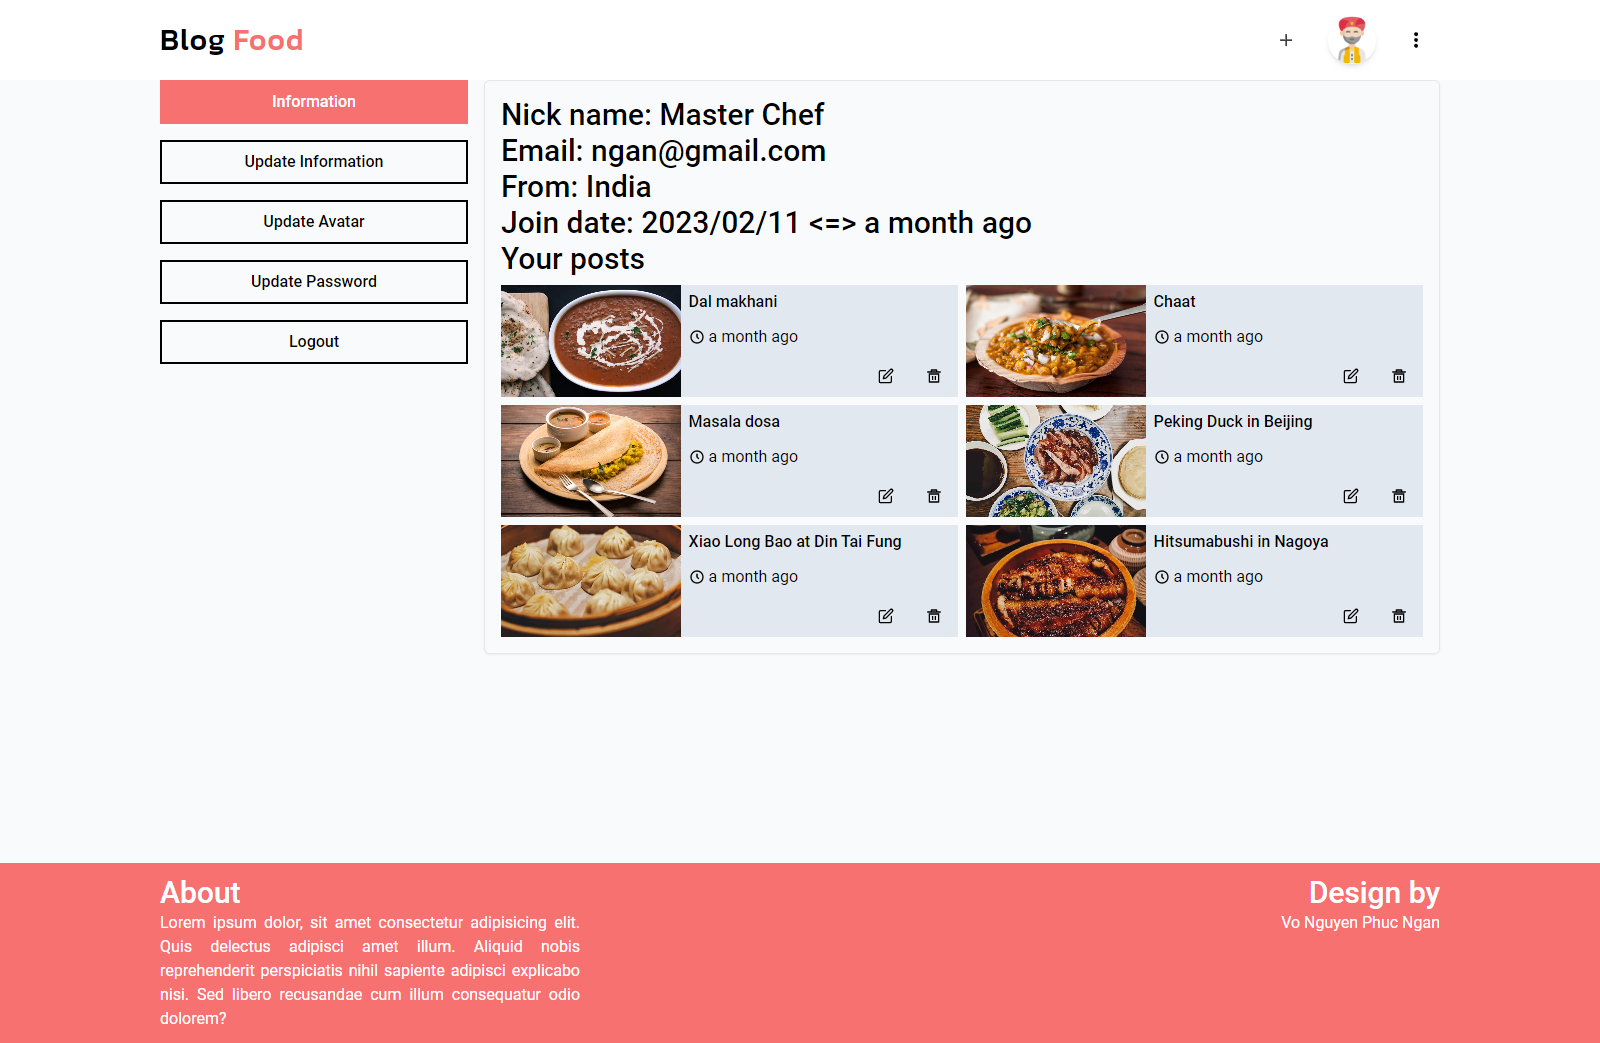 Blog Food
Information
Update Information
Update Avatar
Update Password
Logout
Nick name: Master Chef
Email: ngan@gmail.com
From: India
Join date: 2023/02/11 <=> a month ago
Your posts
Dal makhani
a month ago
Chaat
a month ago
Masala dosa
a month ago
Peking Duck in Beijing
a month ago
Xiao Long Bao at Din Tai Fung
a month ago
Hitsumabushi in Nagoya
a month ago
About
Lorem ipsum dolor, sit amet consectetur adipisicing elit.
Quis delectus adipisci amet illum. Aliquid nobis
reprehenderit perspiciatis nihil sapiente adipisci explicabo
nisi. Sed libero recusandae cum illum consequatur odio
dolorem?
Design by
Vo Nguyen Phuc Ngan